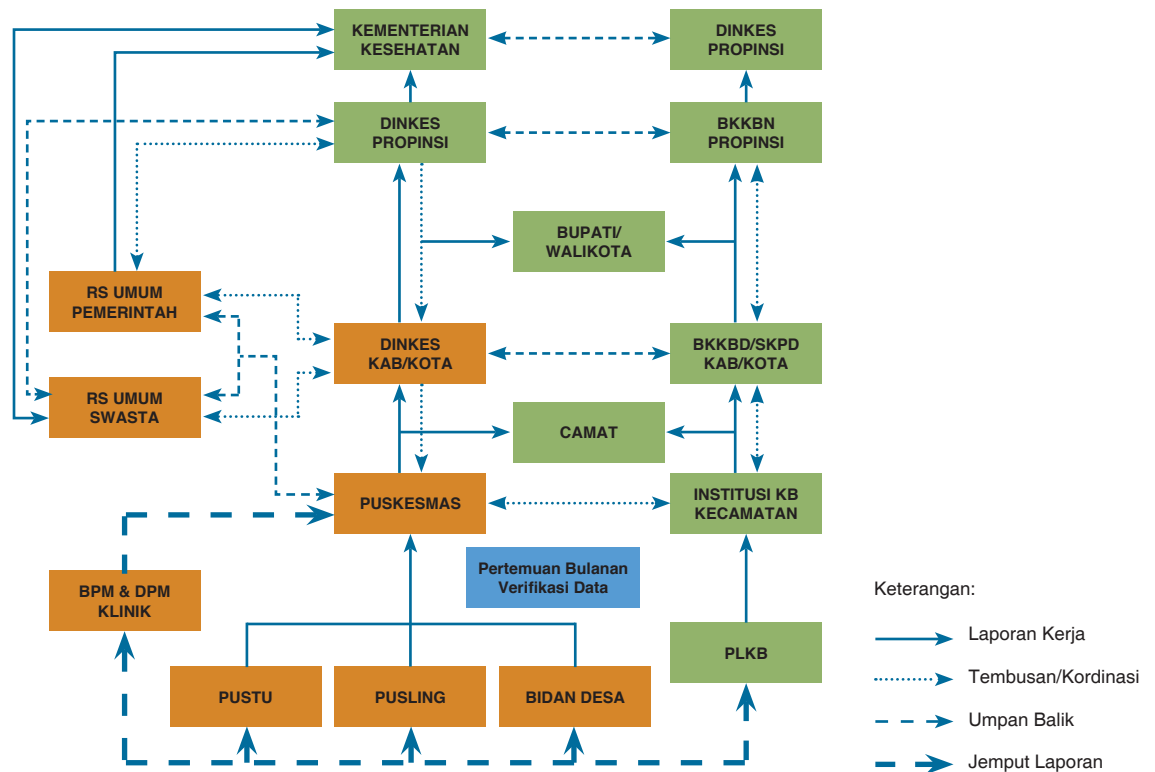 KEMENTERIAN
KESEHATAN
DINKES
PROPINSI
DINKES
PROPINSI
BKKBN
PROPINSI
BUPATI/
WALIKOTA
RS UMUM
PEMERINTAH
DINKES
KAB/KOTA
BKKBD/SKPD
KAB/KOTA
RS UMUM
SWASTA
CAMAT
PUSKESMAS
INSTITUSI KB
KECAMATAN
Pertemuan Bulanan
Verifikasi Data
BPM & DPM
KLINIK
PLKB
PUSTU
PUSLING
BIDAN DESA
Keterangan:
Laporan Kerja
Tembusan/Kordinasi
Umpan Balik
Jemput Laporan